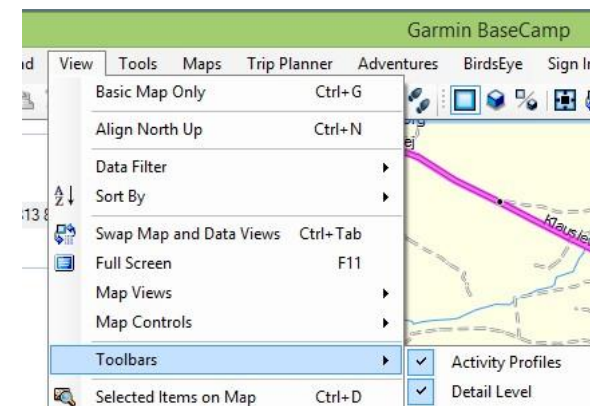 Garmin BaseCamp
View Tools Maps Trip Planner Adventures BirdsEye Sign
Basic Map Only Ctrl+G
Align North Up Ctrl+N
Data Filter
Sort By
Swap Map and Data Views Ctrl+Tab
Full Screen F11
Map Views
Map Controls
Toolbars
Activity Profiles
Detail Level
Selected Items on Map Ctrl+D